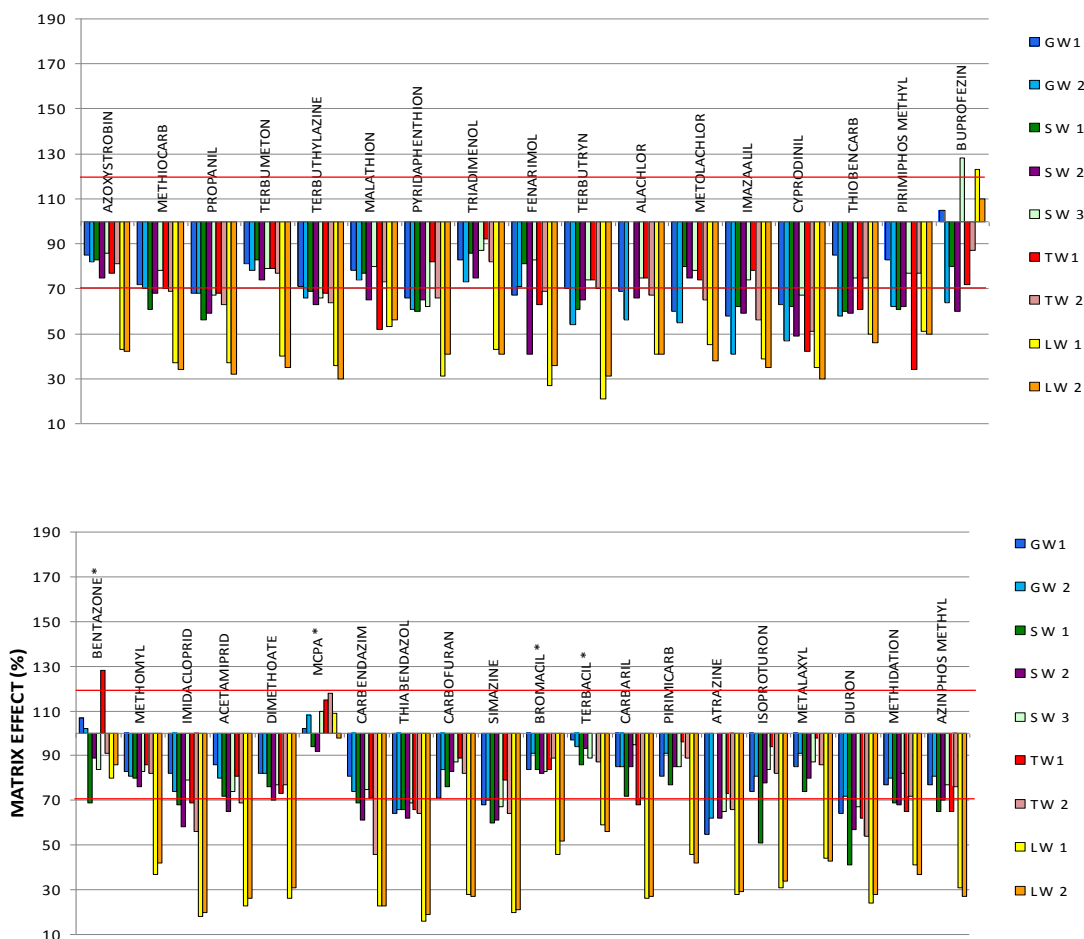 190
170
150
130
110
90
70
50
30
10
AZOXYSTROBIN
METHIOCARB
PROPANIL
TERBUMETON
TERBUTHYLAZINE
MALATHION
PYRIDAPHENTHION
TRIADIMENOL
FENARIMOL
TERBUTRYN
ALACHLOR
METOLACHLOR
IMAZAALIL
CYPRODINIL
THIOBENCARB
PIRIMIPHOS METHYL
BUPROFEZIN
GW1
GW 2
SW 1
SW 2
SW 3
TW1
TW 2
LW 1
LW 2
MATRIX EFFECT (%)
190
170
150
130
110
90
70
50
30
10
BENTAZONE *
METHOMYL
IMIDACLOPRID
ACETAMIPRID
DIMETHOATE
MCPA *
CARBENDAZIM
THIABENDAZOL
CARBOFURAN
SIMAZINE
BROMACIL *
TERBACIL *
CARBARIL
PIRIMICARB
ATRAZINE
ISOPROTURON
METALAXYL
DIURON
METHIDATION
AZINPHOS METHYL
GW1
GW 2
SW 1
SW 2
SW 3
TW1
TW 2
LW 1
LW 2